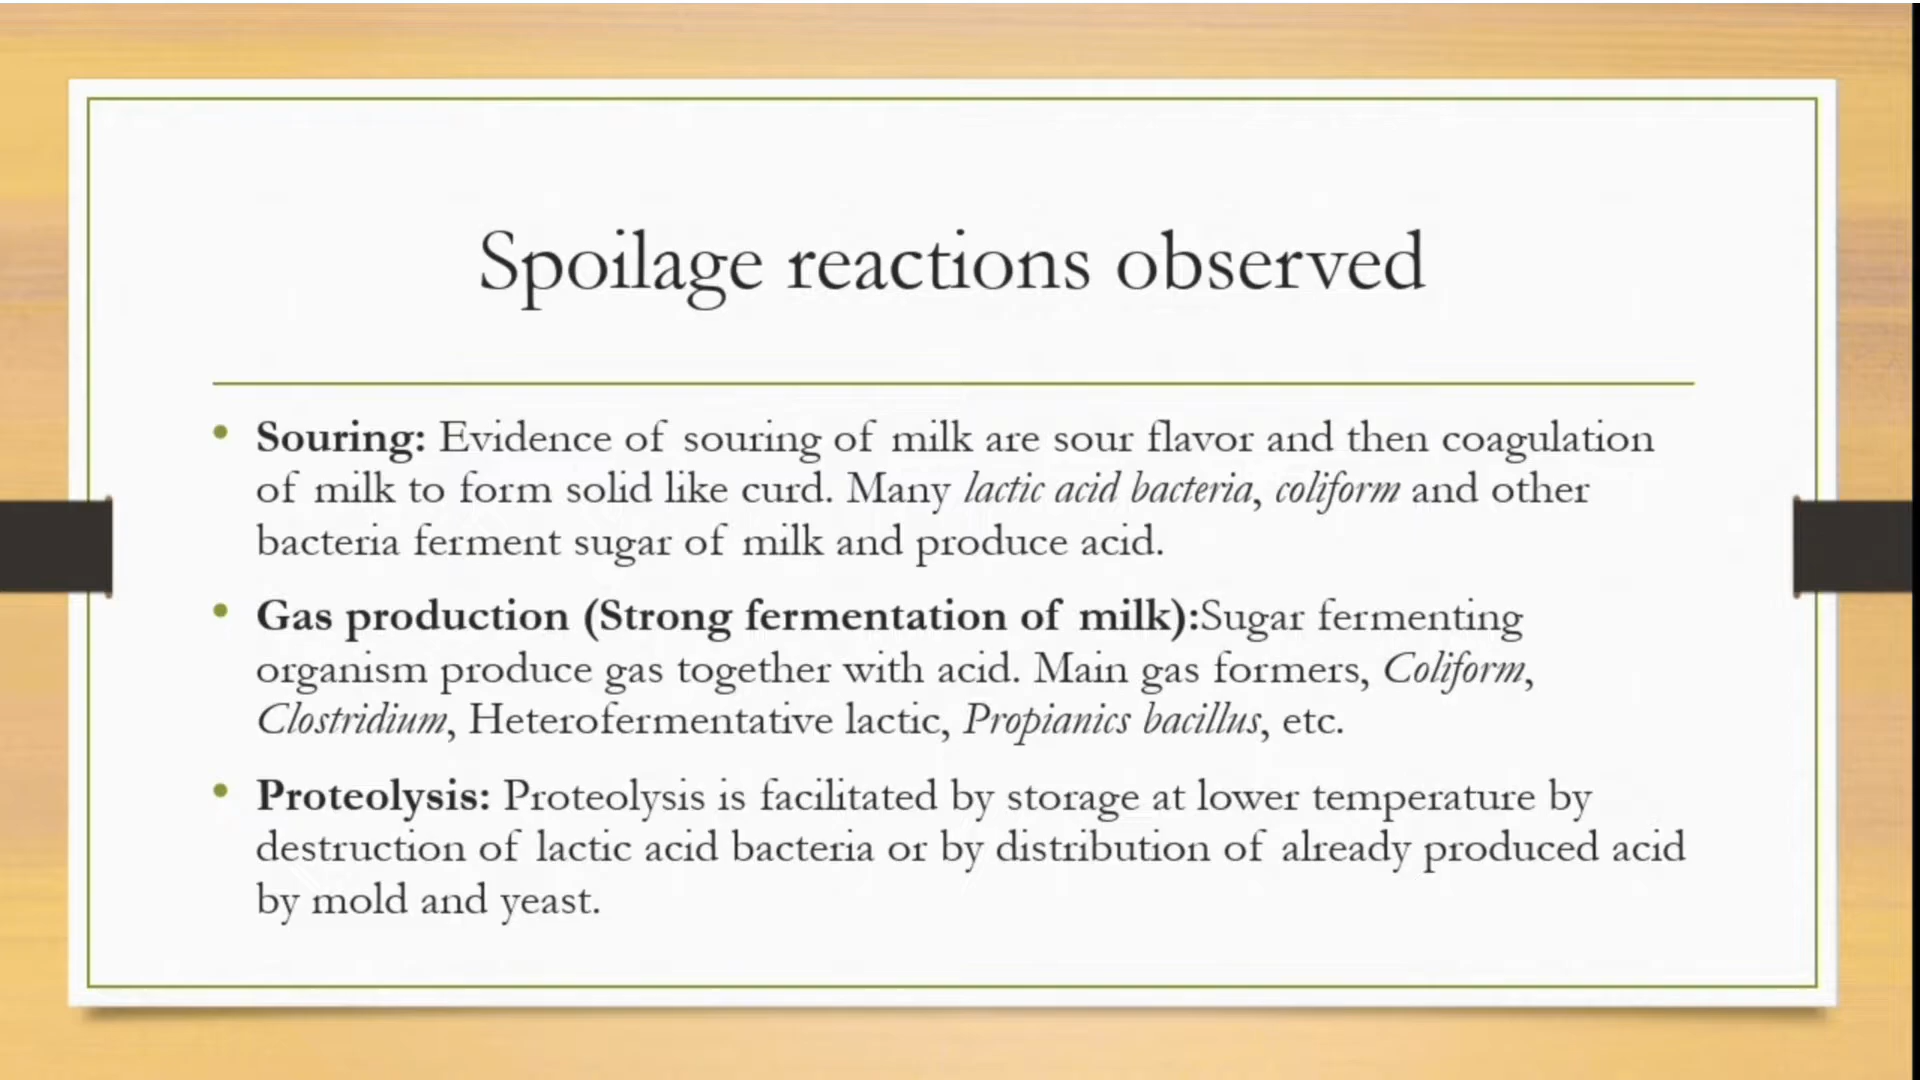 Spoilage reactions observed
• Souring: Evidence of souring of milk are sour flavor and then coagulation
of milk to form solid like curd. Many lactic acid bacteria, coliform and other
bacteria ferment sugar of milk and produce acid.
• Gas production (Strong fermentation of milk):Sugar fermenting
organism produce gas together with acid. Main gas formers, Coliform,
Clostridium, Heterofermentative lactic, Propianics bacillus, etc.
• Proteolysis: Proteolysis is facilitated by storage at lower temperature by
destruction of lactic acid bacteria or by distribution of already produced acid
by mold and yeast.